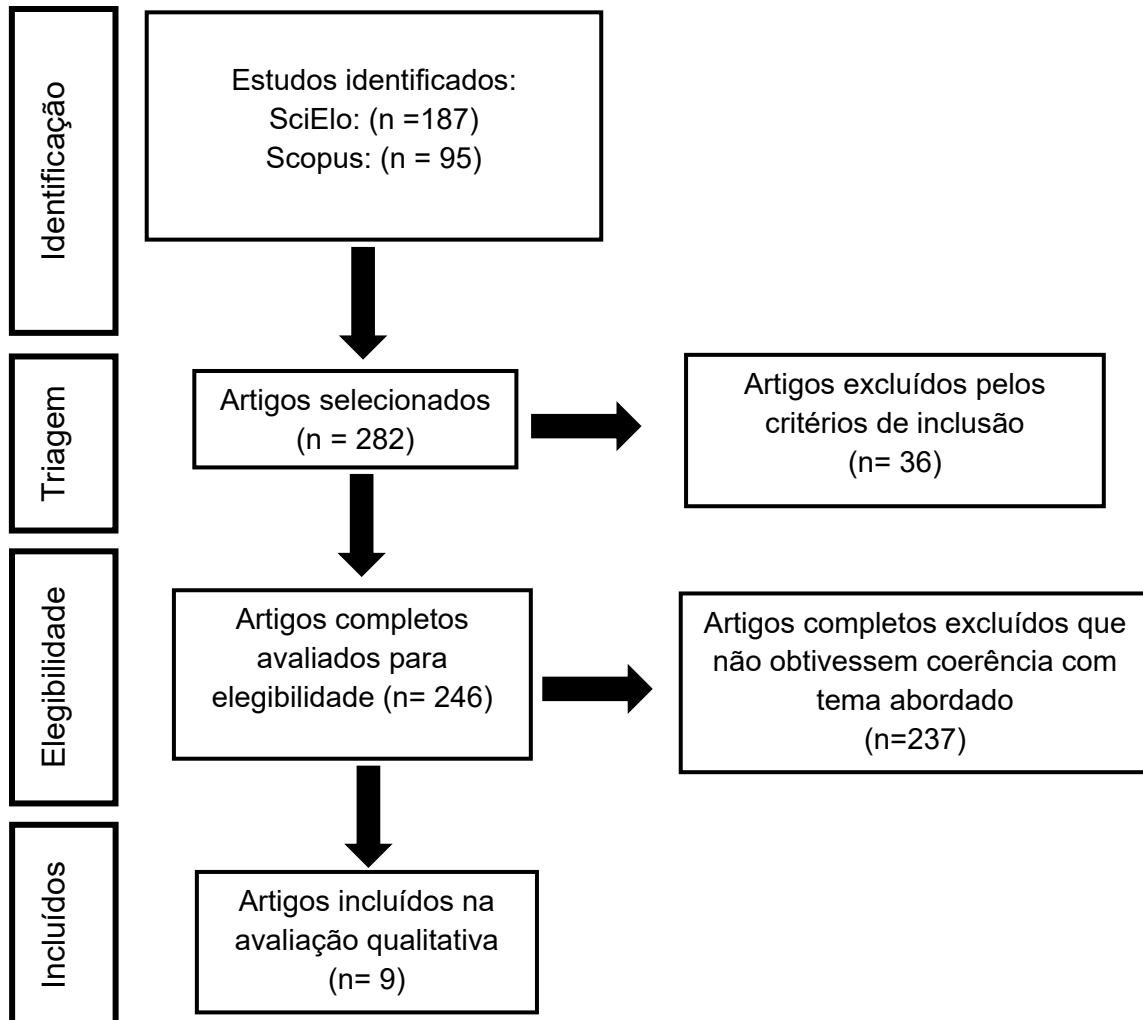 Identificação
Estudos identificados:
SciElo: (n =187)
Scopus: (n = 95)
Triagem
Artigos selecionados
(n = 282)
Artigos excluídos pelos
critérios de inclusão
(n= 36)
Elegibilidade
Artigos completos
avaliados para
elegibilidade (n= 246)
Artigos completos excluídos que
não obtivessem coerência com
tema abordado
(n=237)
Incluídos
Artigos incluídos na
avaliação qualitativa
(n= 9)